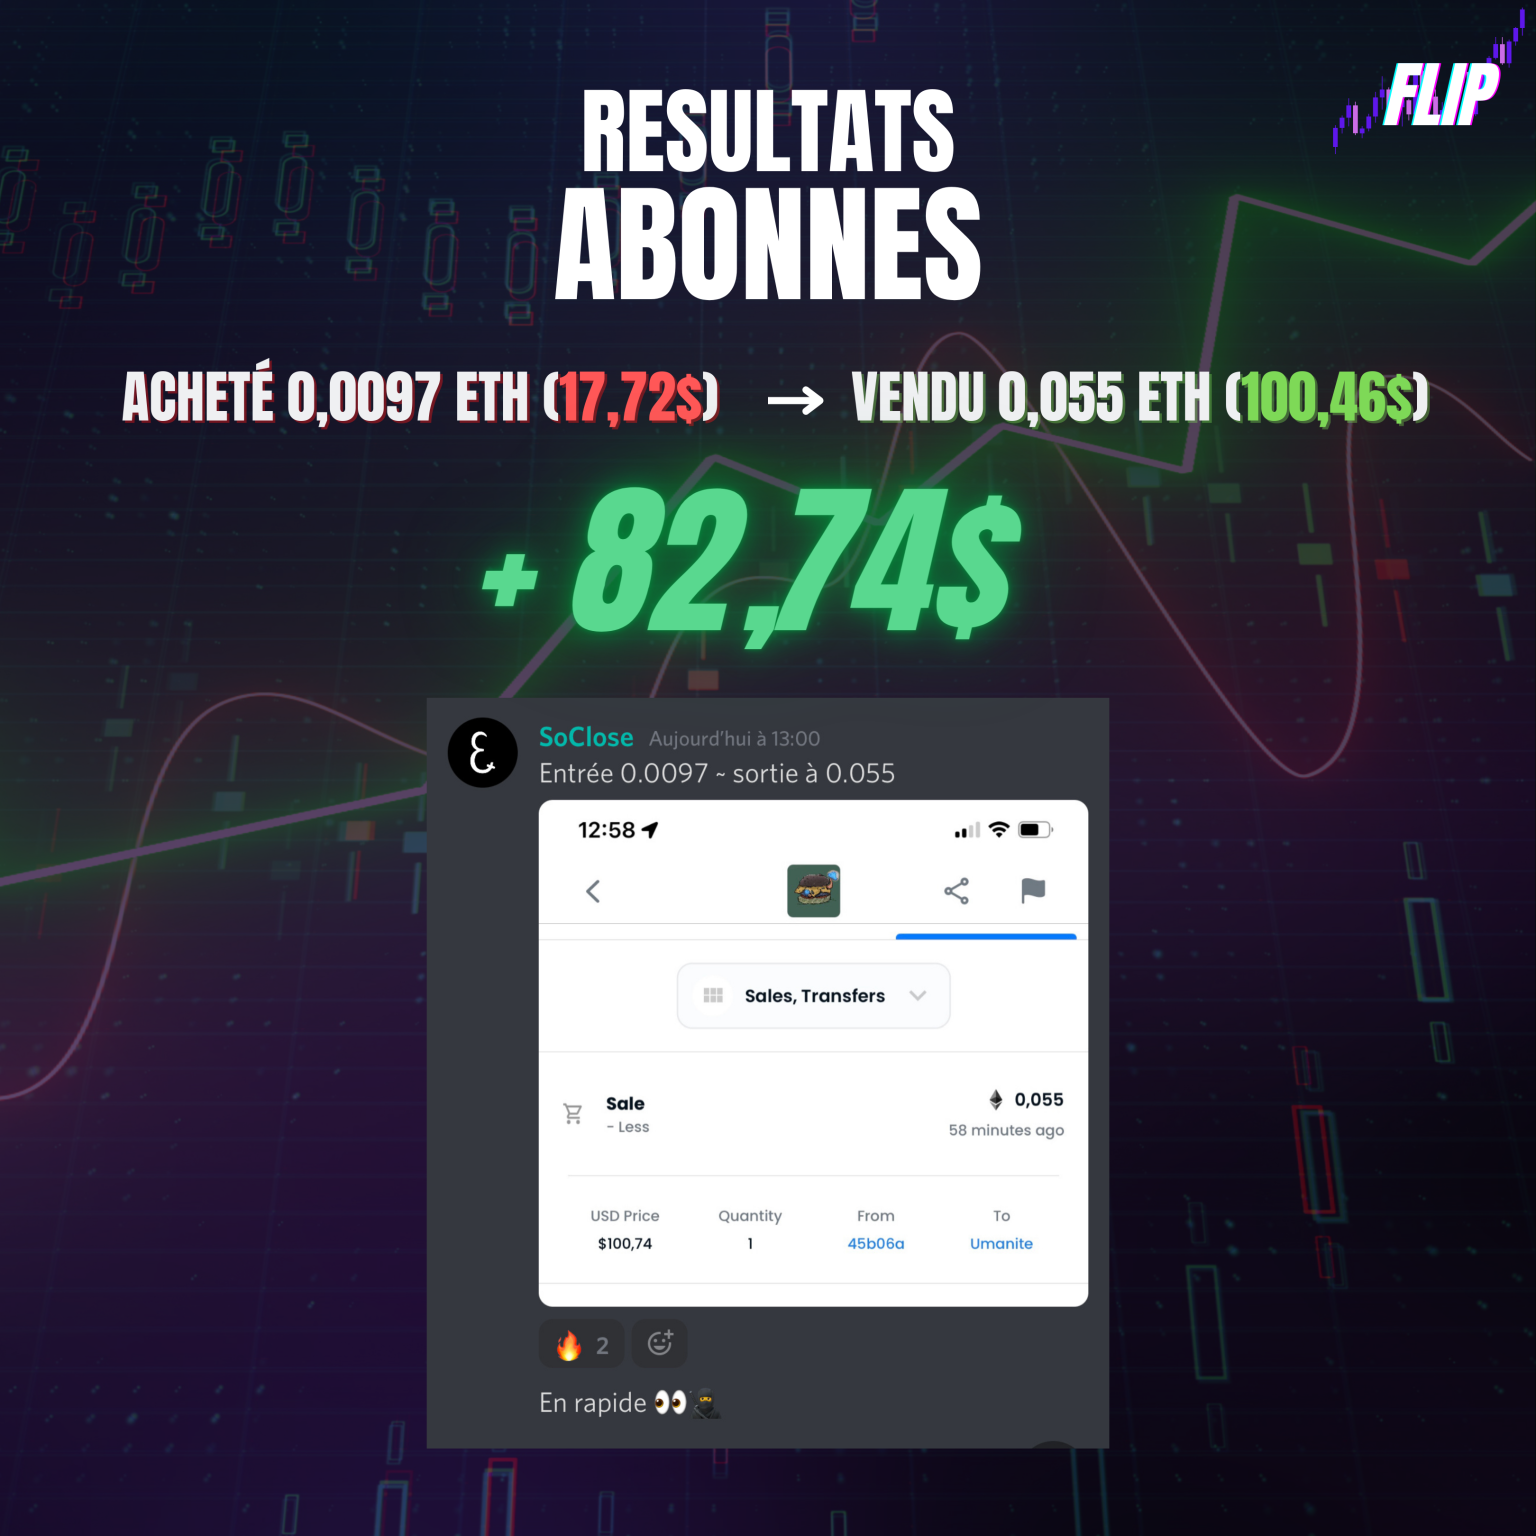 FLIP
RESULTATS
ABONNES
ACHETÉ 0,0097 ETH (17,72$) → VENDU 0,055 ETH (100,46$)
+ 82,74$
SoClose Aujourd'hui à 13:00
Entrée 0.0097 ~ sortie à 0.055
12:58
Sales, Transfers
Sale 0,055
- Less 58 minutes ago
USD Price Quantity From To
$100,74 1 45b06a Umanite
🔥 2
En rapide 👀🥷